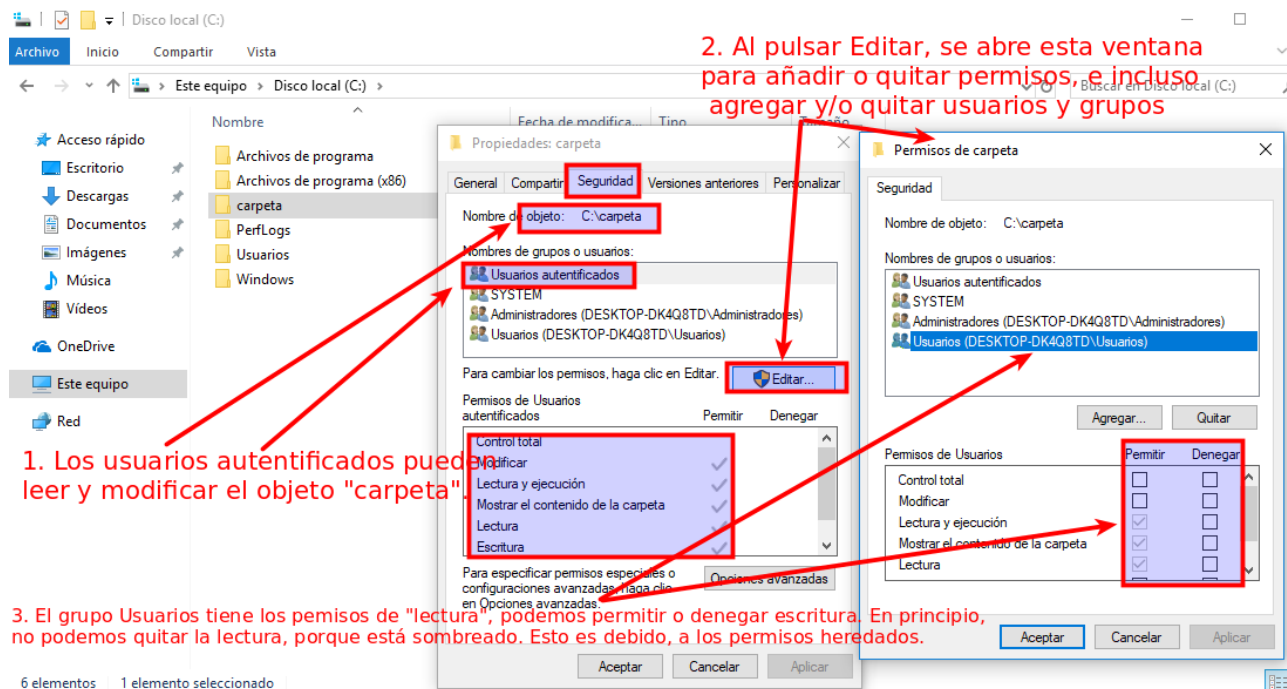 Disco local (C:)
Archivo Inicio Compartir Vista
2. Al pulsar Editar, se abre esta ventana
para añadir o quitar permisos, e incluso
agregar y/o quitar usuarios y grupos
Este equipo > Disco local (C:) >
Buscar en Disco local (C:)
Nombre Fecha de modifica... Tipo Tamaño
Acceso rápido
Escritorio
Descargas
Documentos
Imágenes
Música
Vídeos
OneDrive
Este equipo
Red
Archivos de programa
Archivos de programa (x86)
carpeta
PerfLogs
Usuarios
Windows
1. Los usuarios autentificados pueden
leer y modificar el objeto "carpeta".
Propiedades: carpeta
General Compartir Seguridad Versiones anteriores Personalizar
Nombre de objeto: C:\carpeta
Nombres de grupos o usuarios:
Usuarios autentificados
SYSTEM
Administradores (DESKTOP-DK4Q8TD\Administradores)
Usuarios (DESKTOP-DK4Q8TD\Usuarios)
Para cambiar los permisos, haga clic en Editar.
Editar...
Permisos de Usuarios
autentificados Permitir Denegar
Control total
Modificar
Lectura y ejecución
Mostrar el contenido de la carpeta
Lectura
Escritura
Para especificar permisos especiales o
configuraciones avanzadas, haga clic
en Opciones avanzadas.
Opciones avanzadas
Aceptar Cancelar Aplicar
Permisos de carpeta
Seguridad
Nombre de objeto: C:\carpeta
Nombres de grupos o usuarios:
Usuarios autentificados
SYSTEM
Administradores (DESKTOP-DK4Q8TD\Administradores)
Usuarios (DESKTOP-DK4Q8TD\Usuarios)
Agregar... Quitar
Permisos de Usuarios Permitir Denegar
Control total
Modificar
Lectura y ejecución
Mostrar el contenido de la carpeta
Lectura
Aceptar Cancelar Aplicar
3. El grupo Usuarios tiene los pemisos de "lectura", podemos permitir o denegar escritura. En principio,
no podemos quitar la lectura, porque está sombreado. Esto es debido, a los permisos heredados.
6 elementos 1 elemento seleccionado